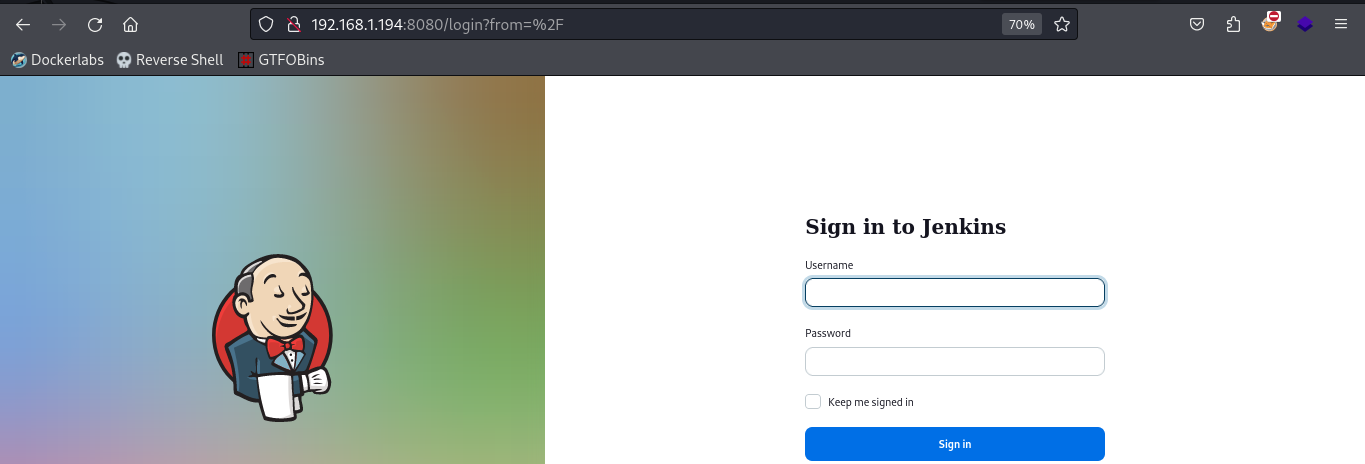 192.168.1.194:8080/login?from=%2F
70%
Dockerlabs
Reverse Shell
GTFOBins
Sign in to Jenkins
Username
Password
Keep me signed in
Sign in